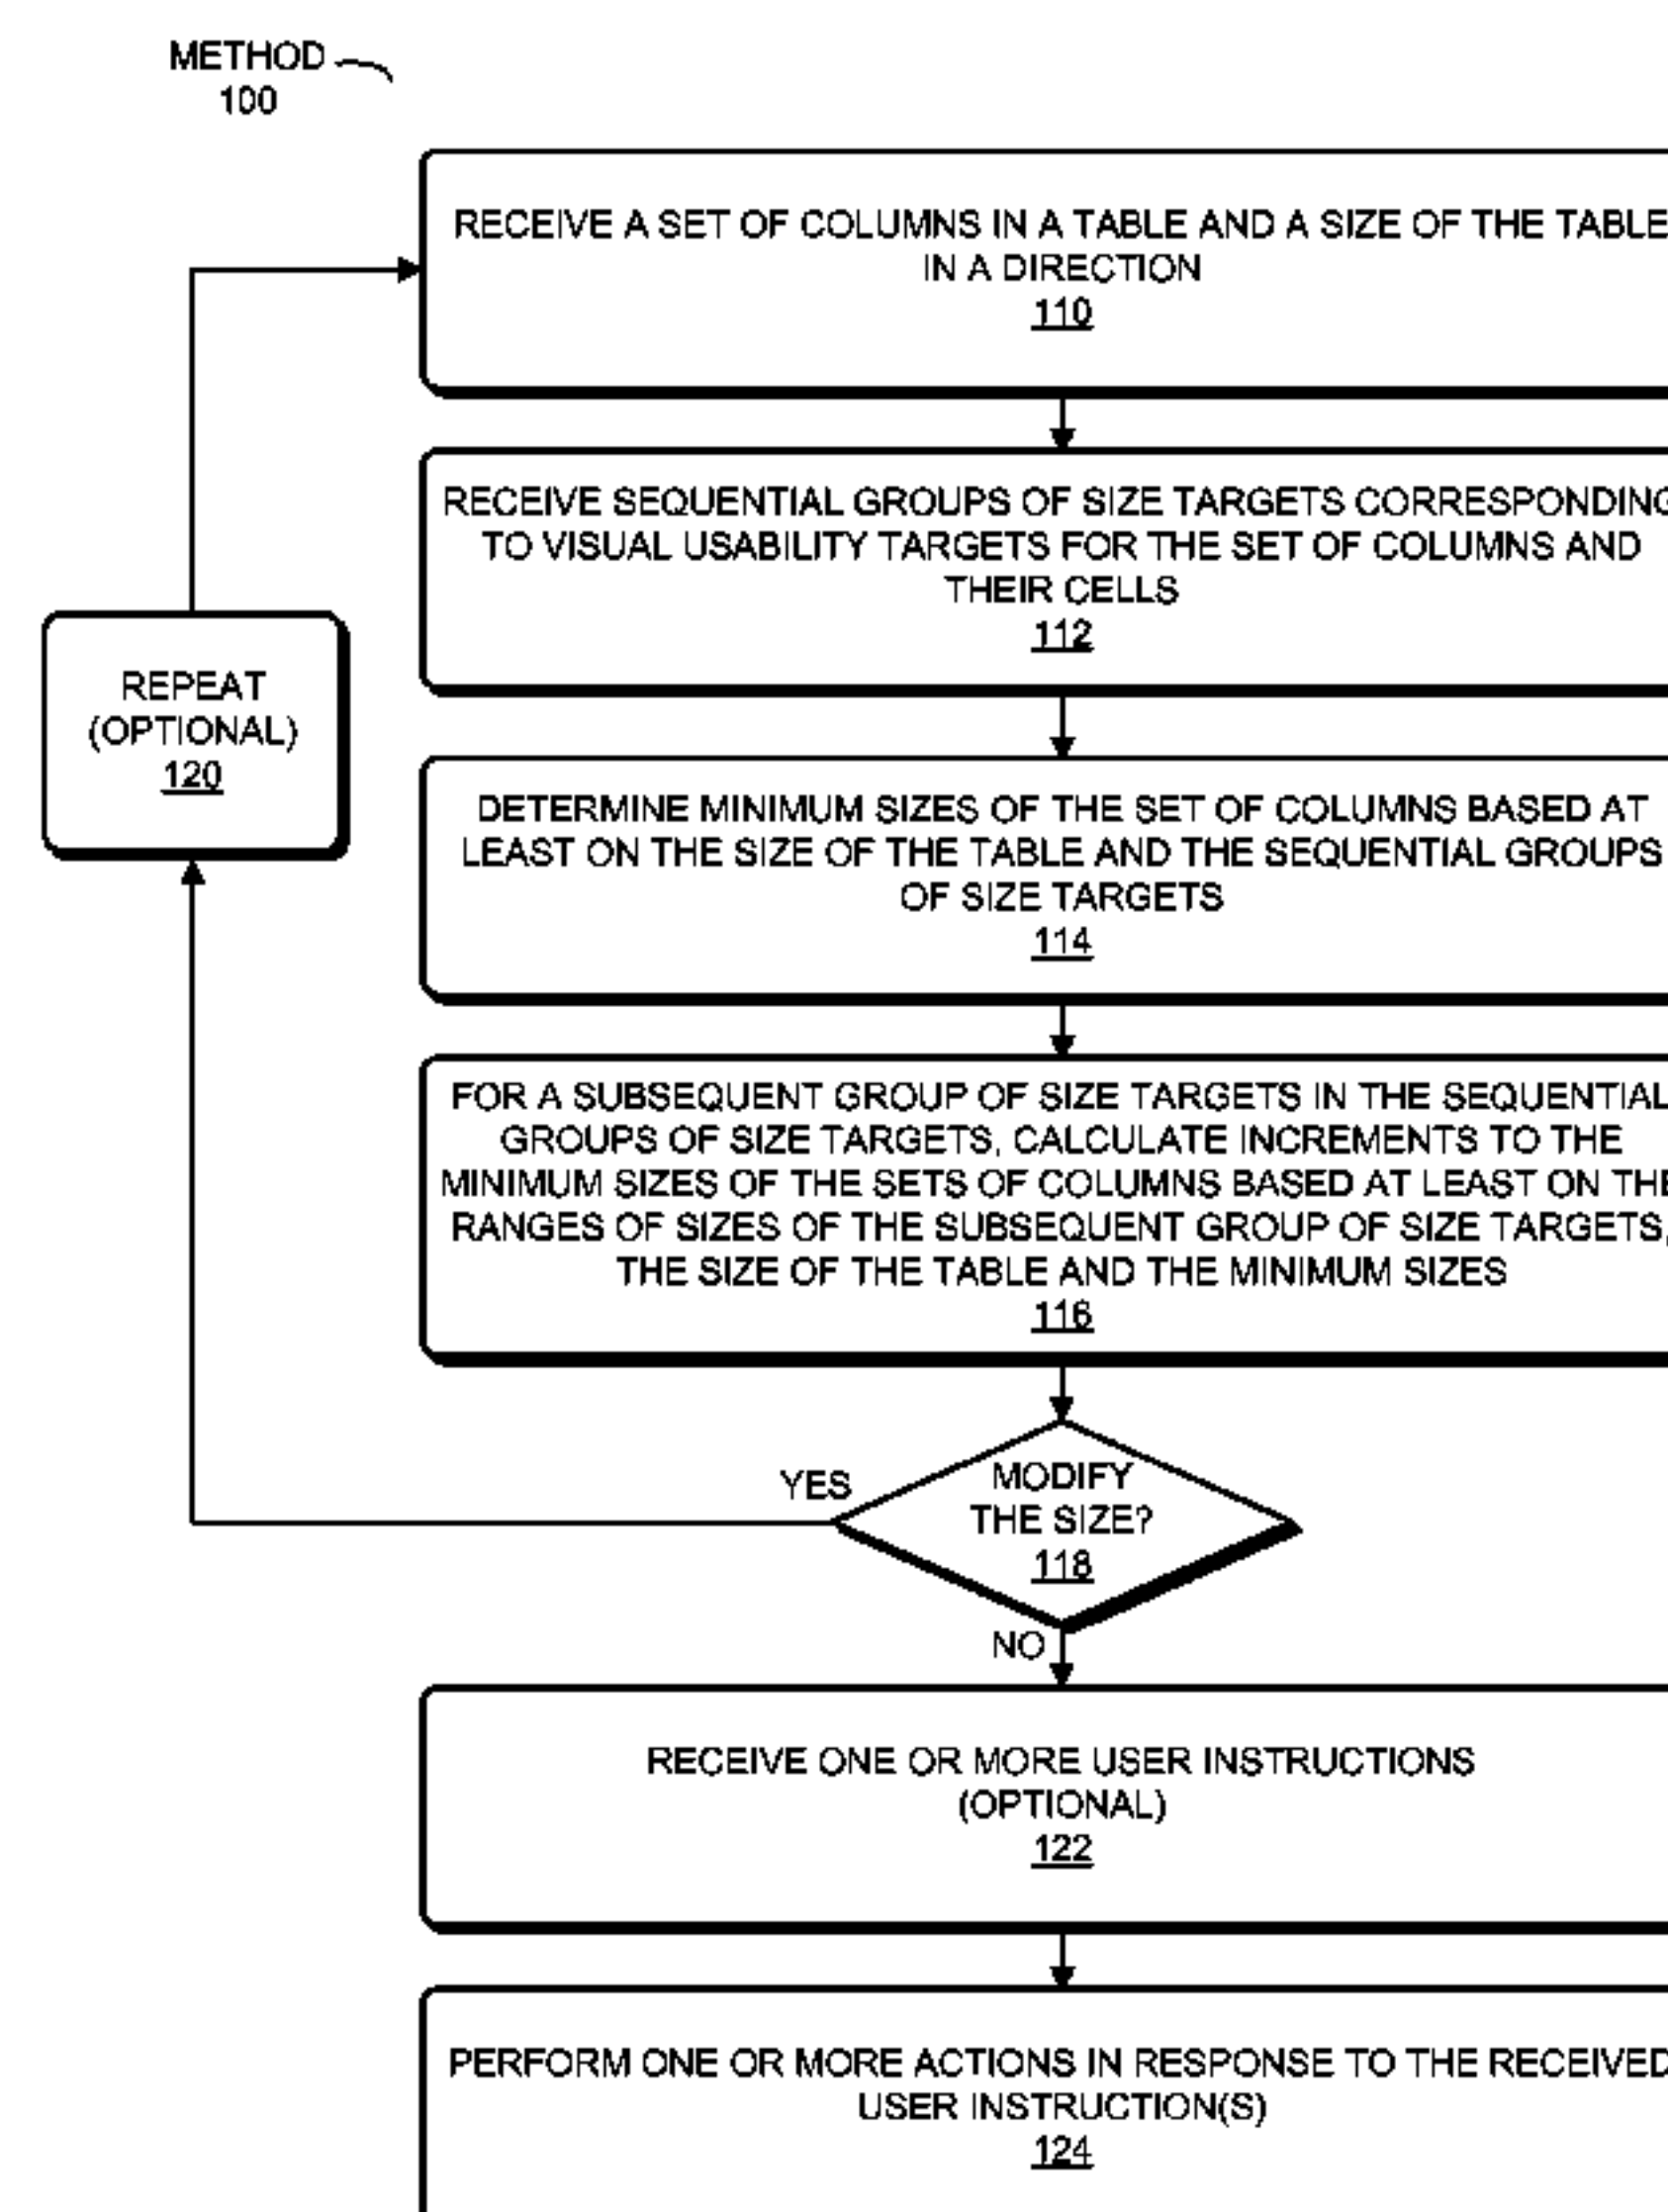 METHOD
100
RECEIVE A SET OF COLUMNS IN A TABLE AND A SIZE OF THE TABLE
IN A DIRECTION
110
RECEIVE SEQUENTIAL GROUPS OF SIZE TARGETS CORRESPONDING
TO VISUAL USABILITY TARGETS FOR THE SET OF COLUMNS AND
THEIR CELLS
112
REPEAT
(OPTIONAL)
120
DETERMINE MINIMUM SIZES OF THE SET OF COLUMNS BASED AT
LEAST ON THE SIZE OF THE TABLE AND THE SEQUENTIAL GROUPS
OF SIZE TARGETS
114
FOR A SUBSEQUENT GROUP OF SIZE TARGETS IN THE SEQUENTIAL
GROUPS OF SIZE TARGETS, CALCULATE INCREMENTS TO THE
MINIMUM SIZES OF THE SETS OF COLUMNS BASED AT LEAST ON THE
RANGES OF SIZES OF THE SUBSEQUENT GROUP OF SIZE TARGETS,
THE SIZE OF THE TABLE AND THE MINIMUM SIZES
116
YES
MODIFY
THE SIZE?
118
NO
RECEIVE ONE OR MORE USER INSTRUCTIONS
(OPTIONAL)
122
PERFORM ONE OR MORE ACTIONS IN RESPONSE TO THE RECEIVED
USER INSTRUCTION(S)
124